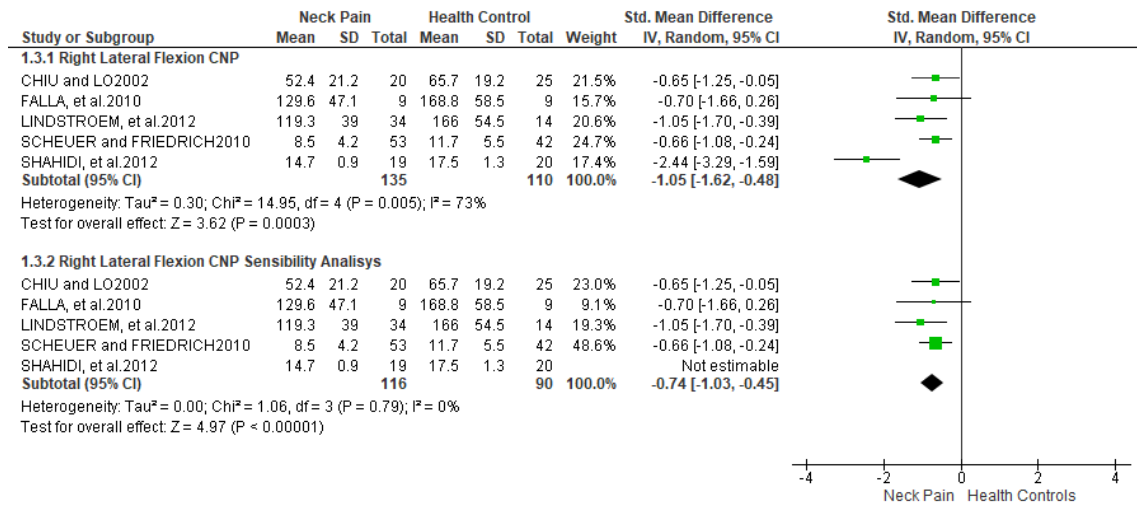 Neck Pain Health Control Std. Mean Difference Std. Mean Difference
Study or Subgroup Mean SD Total Mean SD Total Weight IV, Random, 95% CI IV, Random, 95% CI
1.3.1 Right Lateral Flexion CNP
CHIU and LO2002 52.4 21.2 20 65.7 19.2 25 21.5% -0.65 [-1.25, -0.05]
FALLA, et al.2010 129.6 47.1 9 168.8 58.5 9 15.7% -0.70 [-1.66, 0.26]
LINDSTROEM, et al.2012 119.3 39 34 166 54.5 14 20.6% -1.05 [-1.70, -0.39]
SCHEUER and FRIEDRICH2010 8.5 4.2 53 11.7 5.5 42 24.7% -0.66 [-1.08, -0.24]
SHAHIDI, et al.2012 14.7 0.9 19 17.5 1.3 20 17.4% -2.44 [-3.29, -1.59]
Subtotal (95% CI) 135 110 100.0% -1.05 [-1.62, -0.48]
Heterogeneity: Tau² = 0.30; Chi² = 14.95, df = 4 (P = 0.005); I² = 73%
Test for overall effect: Z = 3.62 (P = 0.0003)
1.3.2 Right Lateral Flexion CNP Sensibility Analisys
CHIU and LO2002 52.4 21.2 20 65.7 19.2 25 23.0% -0.65 [-1.25, -0.05]
FALLA, et al.2010 129.6 47.1 9 168.8 58.5 9 9.1% -0.70 [-1.66, 0.26]
LINDSTROEM, et al.2012 119.3 39 34 166 54.5 14 19.3% -1.05 [-1.70, -0.39]
SCHEUER and FRIEDRICH2010 8.5 4.2 53 11.7 5.5 42 48.6% -0.66 [-1.08, -0.24]
SHAHIDI, et al.2012 14.7 0.9 19 17.5 1.3 20 Not estimable
Subtotal (95% CI) 116 90 100.0% -0.74 [-1.03, -0.45]
Heterogeneity: Tau² = 0.00; Chi² = 1.06, df = 3 (P = 0.79); I² = 0%
Test for overall effect: Z = 4.97 (P < 0.00001)
-4 -2 0 2 4
Neck Pain Health Controls